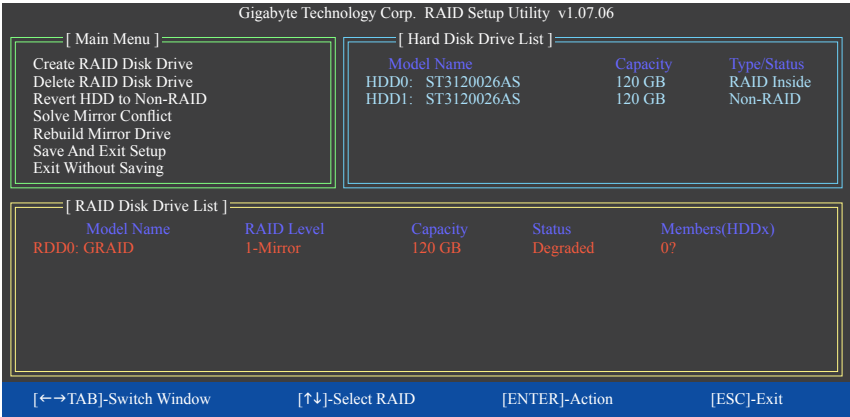 Gigabyte Technology Corp. RAID Setup Utility v1.07.06
[ Main Menu ]
Create RAID Disk Drive
Delete RAID Disk Drive
Revert HDD to Non-RAID
Solve Mirror Conflict
Rebuild Mirror Drive
Save And Exit Setup
Exit Without Saving
[ Hard Disk Drive List ]
Model Name Capacity Type/Status
HDD0: ST3120026AS 120 GB RAID Inside
HDD1: ST3120026AS 120 GB Non-RAID
[ RAID Disk Drive List ]
Model Name RAID Level Capacity Status Members(HDDx)
RDD0: GRAID 1-Mirror 120 GB Degraded 0?
[←→TAB]-Switch Window [↑↓]-Select RAID [ENTER]-Action [ESC]-Exit